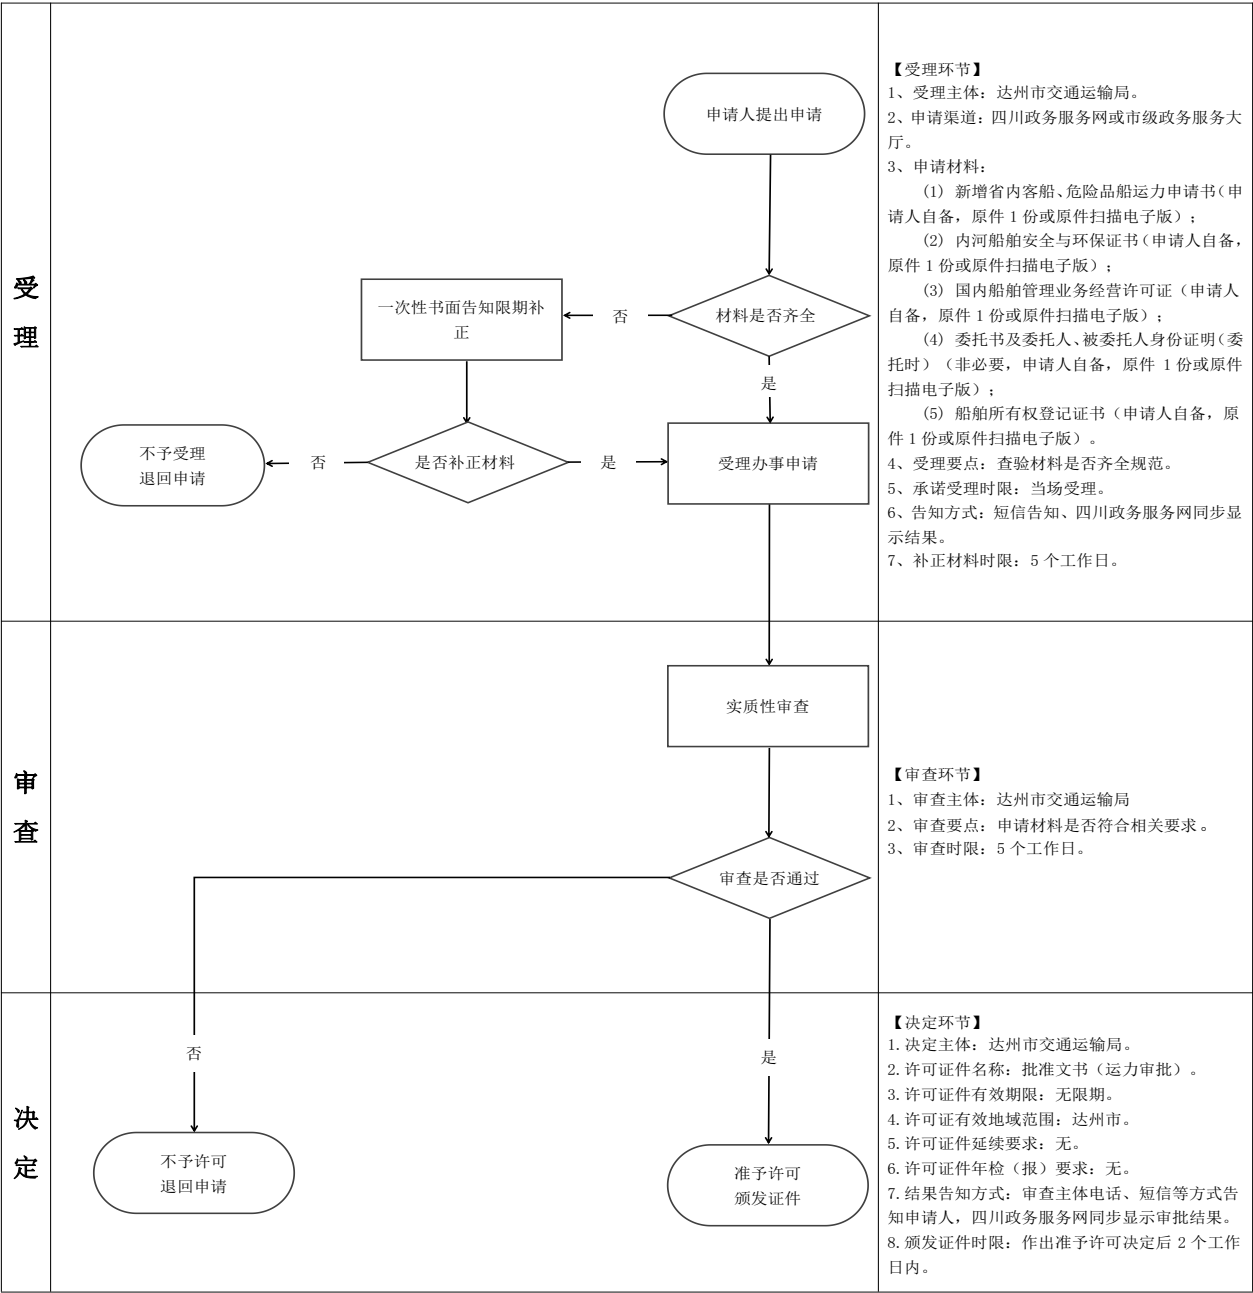 受
理
申请人提出申请
材料是否齐全
否
一次性书面告知限期补
正
是
是否补正材料
否
不予受理
退回申请
是
受理办事申请
【受理环节】
1、受理主体：达州市交通运输局。
2、申请渠道：四川政务服务网或市级政务服务大
厅。
3、申请材料：
(1) 新增省内客船、危险品船运力申请书（申
请人自备，原件 1 份或原件扫描电子版）；
(2) 内河船舶安全与环保证书（申请人自备，
原件 1 份或原件扫描电子版）；
(3) 国内船舶管理业务经营许可证（申请人
自备，原件 1 份或原件扫描电子版）；
(4) 委托书及委托人、被委托人身份证明（委
托时）（非必要，申请人自备，原件 1 份或原件
扫描电子版）；
(5) 船舶所有权登记证书（申请人自备，原
件 1 份或原件扫描电子版）。
4、受理要点：查验材料是否齐全规范。
5、承诺受理时限：当场受理。
6、告知方式：短信告知、四川政务服务网同步显
示结果。
7、补正材料时限：5 个工作日。
审
查
实质性审查
审查是否通过
【审查环节】
1、审查主体：达州市交通运输局
2、审查要点：申请材料是否符合相关要求。
3、审查时限：5 个工作日。
决
定
否
是
不予许可
退回申请
准予许可
颁发证件
【决定环节】
1.决定主体：达州市交通运输局。
2.许可证件名称：批准文书（运力审批）。
3.许可证件有效期限：无限期。
4.许可证有效地域范围：达州市。
5.许可证件延续要求：无。
6.许可证件年检（报）要求：无。
7.结果告知方式：审查主体电话、短信等方式告
知申请人，四川政务服务网同步显示审批结果。
8.颁发证件时限：作出准予许可决定后 2 个工作
日内。